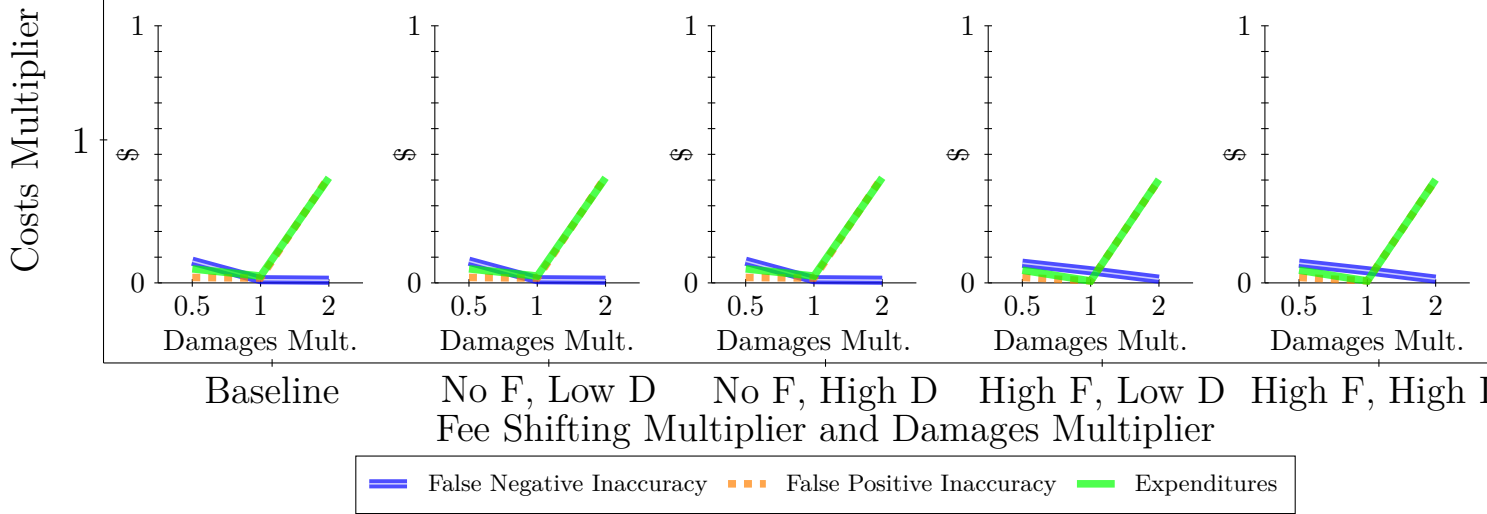 Costs Multiplier
1
1 1 1 1 1
$ $ $ $ $
0 0 0 0 0
0.5 1 2 0.5 1 2 0.5 1 2 0.5 1 2 0.5 1 2
Damages Mult. Damages Mult. Damages Mult. Damages Mult. Damages Mult.
Baseline No F, Low D No F, High D High F, Low D High F, High
Fee Shifting Multiplier and Damages Multiplier
False Negative Inaccuracy False Positive Inaccuracy Expenditures